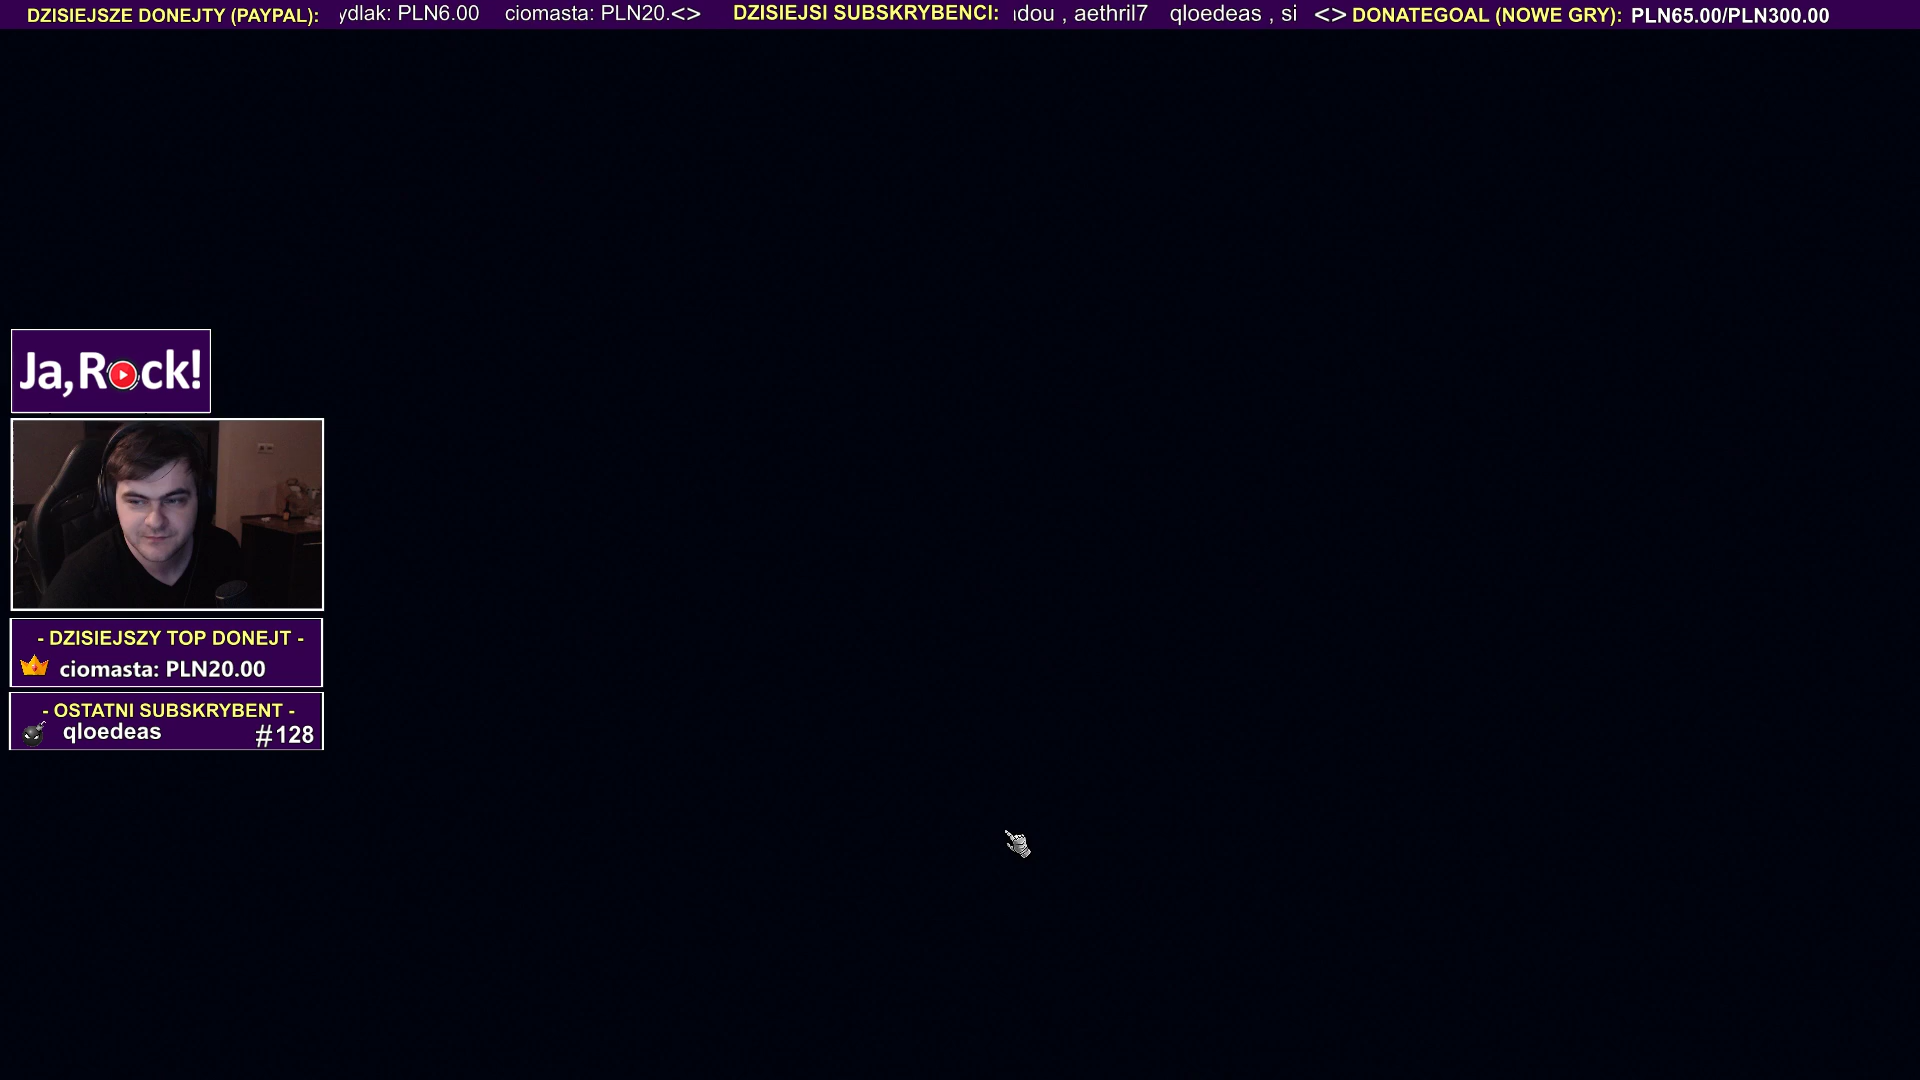 DZISIEJSZE DONEJTY (PAYPAL): ydlak: PLN6.00 ciomasta: PLN20.<> DZISIEJSI SUBSKRYBENCI: dou , aethril7 qloedeas , si <> DONATEGOAL (NOWE GRY): PLN65.00/PLN300.00
Ja,Rock!
- DZISIEJSZY TOP DONEJT -
ciomasta: PLN20.00
- OSTATNI SUBSKRYBENT -
qloedeas #128